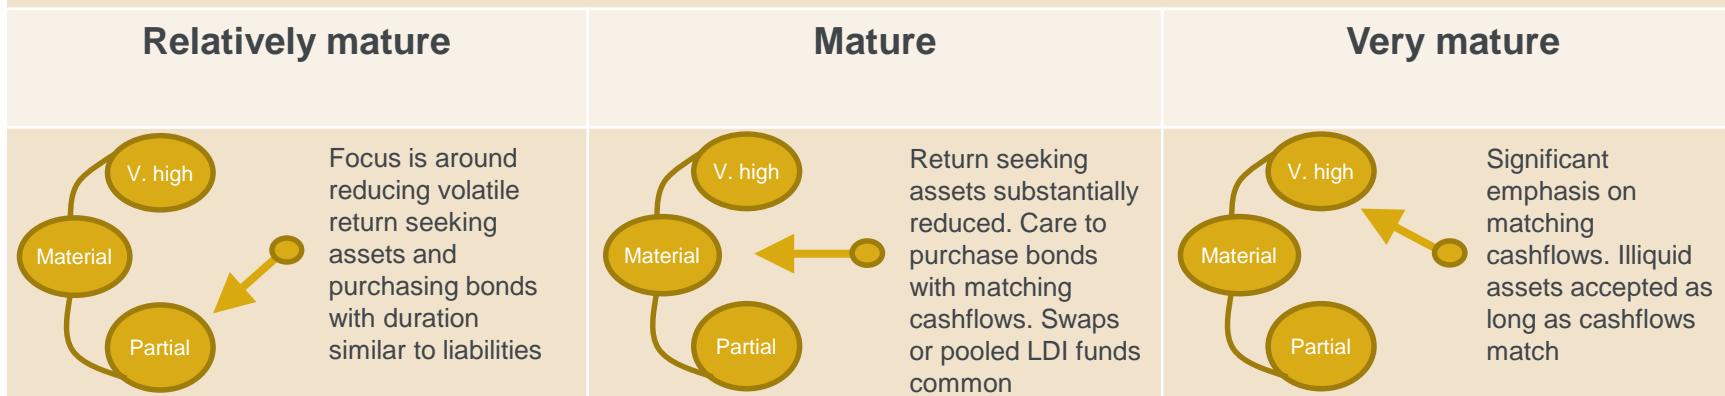 Relatively mature
Mature
Very mature
V. high
Material
Partial
Focus is around
reducing volatile
return seeking
assets and
purchasing bonds
with duration
similar to liabilities
V. high
Material
Partial
Return seeking
assets substantially
reduced. Care to
purchase bonds
with matching
cashflows. Swaps
or pooled LDI funds
common
V. high
Material
Partial
Significant
emphasis on
matching
cashflows. Illiquid
assets accepted as
long as cashflows
match